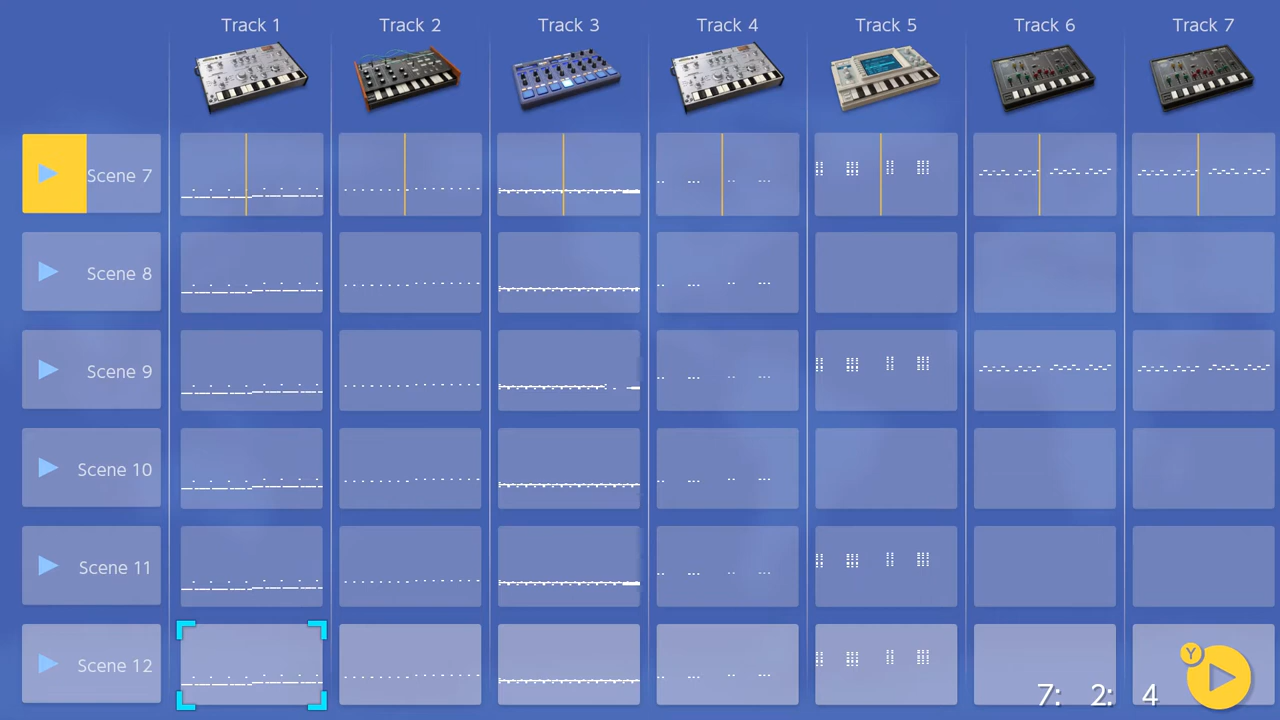 Track 1 Track 2 Track 3 Track 4 Track 5 Track 6 Track 7
Scene 7
Scene 8
Scene 9
Scene 10
Scene 11
Scene 12
Y
7: 2: 4